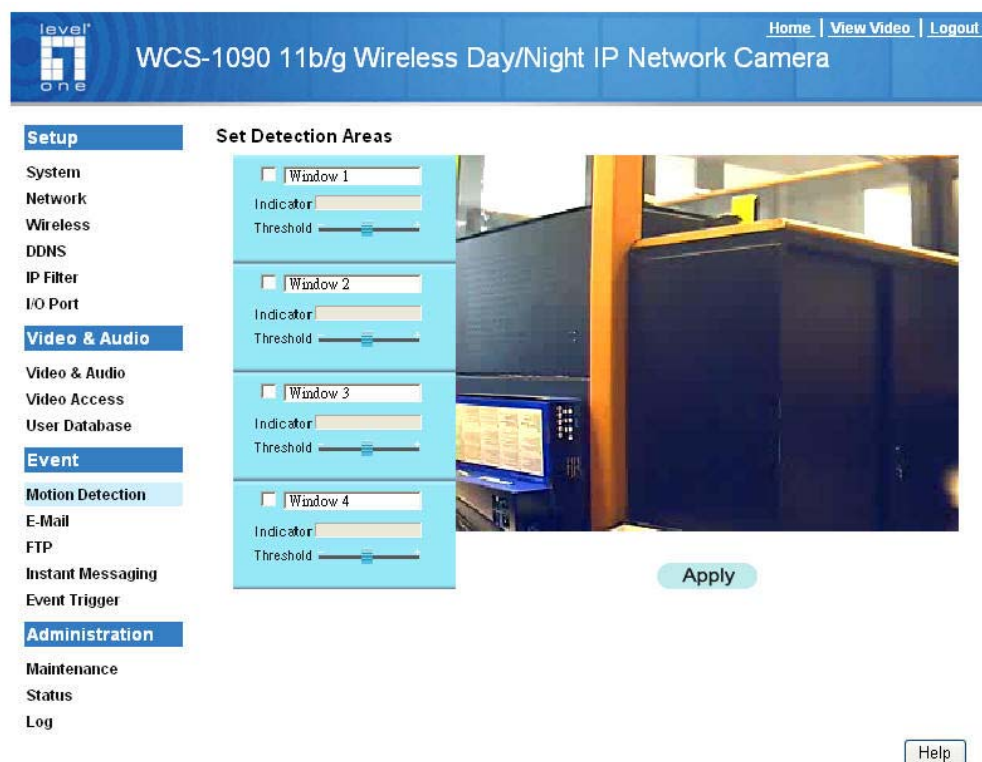 level one
Home | View Video | Logout
WCS-1090 11b/g Wireless Day/Night IP Network Camera
Setup
System
Network
Wireless
DDNS
IP Filter
I/O Port
Video & Audio
Video & Audio
Video Access
User Database
Event
Motion Detection
E-Mail
FTP
Instant Messaging
Event Trigger
Administration
Maintenance
Status
Log
Set Detection Areas
Window 1
Indicator
Threshold - +
Window 2
Indicator
Threshold - +
Window 3
Indicator
Threshold - +
Window 4
Indicator
Threshold - +
Apply
Help